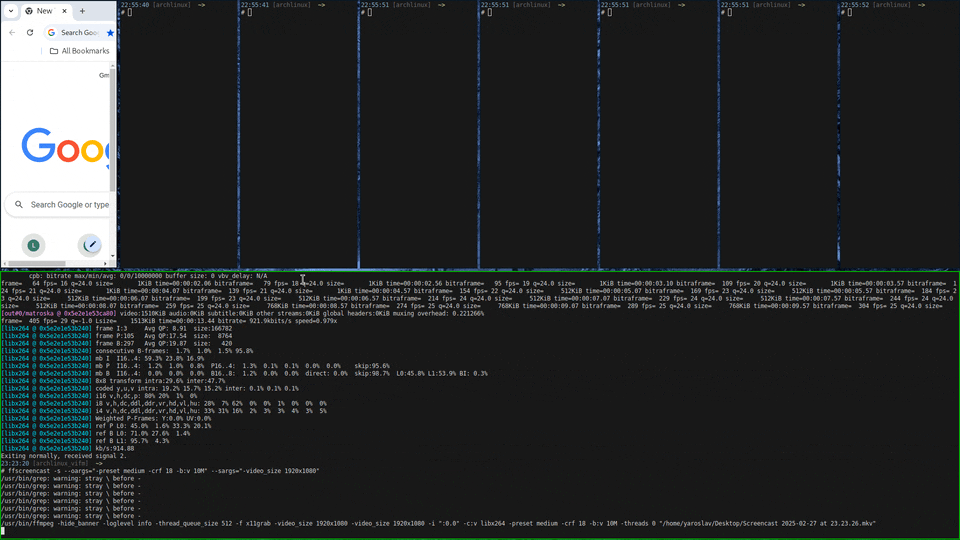 New
Search Goo
All Bookmarks
Gm
Goo
Search Google or type
L
22:55:40 [archlinux] ~>
# 
22:55:41 [archlinux] ~>
# 
22:55:51 [archlinux] ~>
# 
22:55:51 [archlinux] ~>
# 
22:55:51 [archlinux] ~>
# 
22:55:51 [archlinux] ~>
# 
22:55:52 [archlinux] ~>
# 
cpb: bitrate max/min/avg: 0/0/10000000 buffer size: 0 vbv_delay: N/A
frame=   64 fps= 16 q=24.0 size=       1KiB time=00:00:02.06 bitraframe=   79 fps= 18 q=24.0 size=       1KiB time=00:00:02.56 bitraframe=   95 fps= 19 q=24.0 size=       1KiB time=00:00:03.10 bitraframe=  109 fps= 20 q=24.0 size=       1KiB time=00:00:03.57 bitraframe=  1
24 fps= 21 q=24.0 size=       1KiB time=00:00:04.07 bitraframe=  139 fps= 21 q=24.0 size=       1KiB time=00:00:04.57 bitraframe=  154 fps= 22 q=24.0 size=     512KiB time=00:00:05.07 bitraframe=  169 fps= 23 q=24.0 size=     512KiB time=00:00:05.57 bitraframe=  184 fps= 2
3 q=24.0 size=     512KiB time=00:00:06.07 bitraframe=  199 fps= 23 q=24.0 size=     512KiB time=00:00:06.57 bitraframe=  214 fps= 24 q=24.0 size=     512KiB time=00:00:07.07 bitraframe=  229 fps= 24 q=24.0 size=     512KiB time=00:00:07.57 bitraframe=  244 fps= 24 q=24.0
size=     512KiB time=00:00:08.07 bitraframe=  259 fps= 25 q=24.0 size=     768KiB time=00:00:08.57 bitraframe=  274 fps= 25 q=24.0 size=     768KiB time=00:00:09.07 bitraframe=  289 fps= 25 q=24.0 size=     768KiB time=00:00:09.57 bitraframe=  304 fps= 25 q=24.0 size=
[out#0/matroska @ 0x5e2e1e53ca80] video:1510KiB audio:0KiB subtitle:0KiB other streams:0KiB global headers:0KiB muxing overhead: 0.221266%
frame=  405 fps= 29 q=-1.0 Lsize=    1513KiB time=00:00:13.44 bitrate= 921.9kbits/s speed=0.979x
[libx264 @ 0x5e2e1e53b240] frame I:3     Avg QP: 8.91  size:166782
[libx264 @ 0x5e2e1e53b240] frame P:105   Avg QP:17.54  size:  8764
[libx264 @ 0x5e2e1e53b240] frame B:297   Avg QP:19.87  size:   420
[libx264 @ 0x5e2e1e53b240] consecutive B-frames:  1.7%  1.0%  1.5% 95.8%
[libx264 @ 0x5e2e1e53b240] mb I  I16..4: 59.3% 23.8% 16.9%
[libx264 @ 0x5e2e1e53b240] mb P  I16..4:  1.2%  1.0%  0.8%  P16..4:  1.3%  0.1%  0.1%  0.0%  0.0%    skip:95.6%
[libx264 @ 0x5e2e1e53b240] mb B  I16..4:  0.0%  0.0%  0.0%  B16..8:  1.2%  0.0%  0.0%  direct: 0.0%  skip:98.7%  L0:45.8% L1:53.9% BI: 0.3%
[libx264 @ 0x5e2e1e53b240] 8x8 transform intra:29.6% inter:47.7%
[libx264 @ 0x5e2e1e53b240] coded y,u,v intra: 19.2% 15.7% 15.2% inter: 0.1% 0.1% 0.1%
[libx264 @ 0x5e2e1e53b240] i16 v,h,dc,p: 80% 20%  1%  0%
[libx264 @ 0x5e2e1e53b240] i8 v,h,dc,ddl,ddr,vr,hd,vl,hu: 28%  7% 62%  0%  0%  1%  0%  0%  0%
[libx264 @ 0x5e2e1e53b240] i4 v,h,dc,ddl,ddr,vr,hd,vl,hu: 33% 31% 16%  2%  3%  3%  4%  3%  5%
[libx264 @ 0x5e2e1e53b240] Weighted P-Frames: Y:0.0% UV:0.0%
[libx264 @ 0x5e2e1e53b240] ref P L0: 45.0%  1.6% 33.3% 20.1%
[libx264 @ 0x5e2e1e53b240] ref B L0: 71.0% 27.6%  1.4%
[libx264 @ 0x5e2e1e53b240] ref B L1: 95.7%  4.3%
[libx264 @ 0x5e2e1e53b240] kb/s:914.88
Exiting normally, received signal 2.
23:23:20 [archlinux_vifm] ~>
# ffscreencast -s --oargs="-preset medium -crf 18 -b:v 10M" --sargs="-video_size 1920x1080"
/usr/bin/grep: warning: stray \ before -
/usr/bin/grep: warning: stray \ before -
/usr/bin/grep: warning: stray \ before -
/usr/bin/grep: warning: stray \ before -
/usr/bin/grep: warning: stray \ before -
/usr/bin/grep: warning: stray \ before -
/usr/bin/ffmpeg -hide_banner -loglevel info -thread_queue_size 512 -f x11grab -video_size 1920x1080 -video_size 1920x1080 -i ":0.0" -c:v libx264 -preset medium -crf 18 -b:v 10M -threads 0 "/home/yaroslav/Desktop/Screencast 2025-02-27 at 23.23.26.mkv"